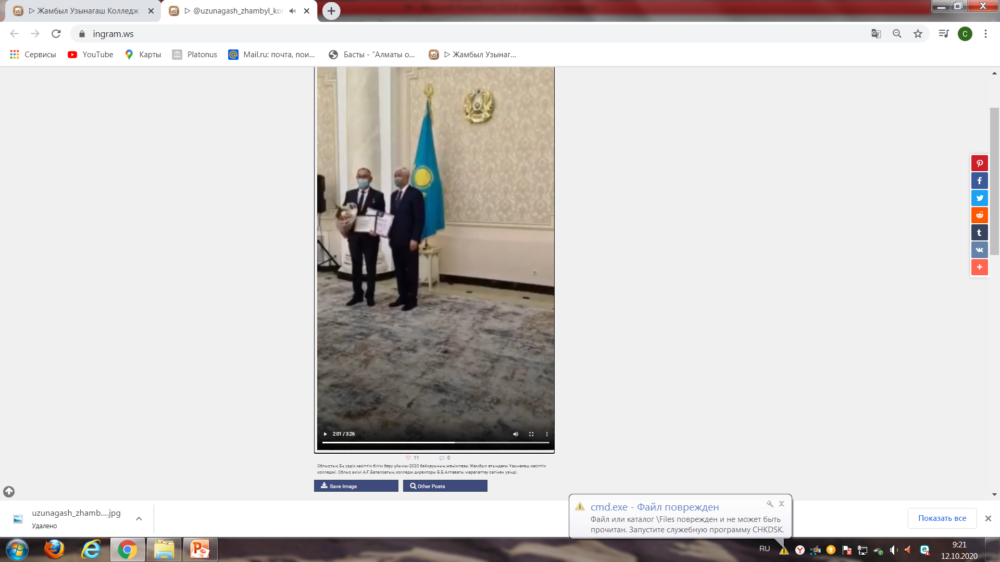 ▷ Жамбыл Узынагаш Колледж
▷ @uzunagash_zhambyl_kol
ingram.ws
C
Сервисы
YouTube
Карты
Platonus
Mail.ru: почта, пои...
Басты - "Алматы о...
▷ Жамбыл Узынаг...
2:01 / 3:26
11
0
Облыстық Ең үздік кәсіптік білім беру ұйымы-2020 байқауының жеңімпазы Жамбыл атындағы Ұзынағаш кәсіптік
колледжі. Облыс әкімі А.Ғ.Баталовтың колледж директоры Б.Б.Алтаевты марапаттау сәтінен үзінді.
Save Image
Other Posts
uzunagash_zhamb....jpg
Удалено
cmd.exe - Файл поврежден
Файл или каталог \Files поврежден и не может быть
прочитан. Запустите служебную программу CHKDSK.
Показать все
RU
9:21
12.10.2020